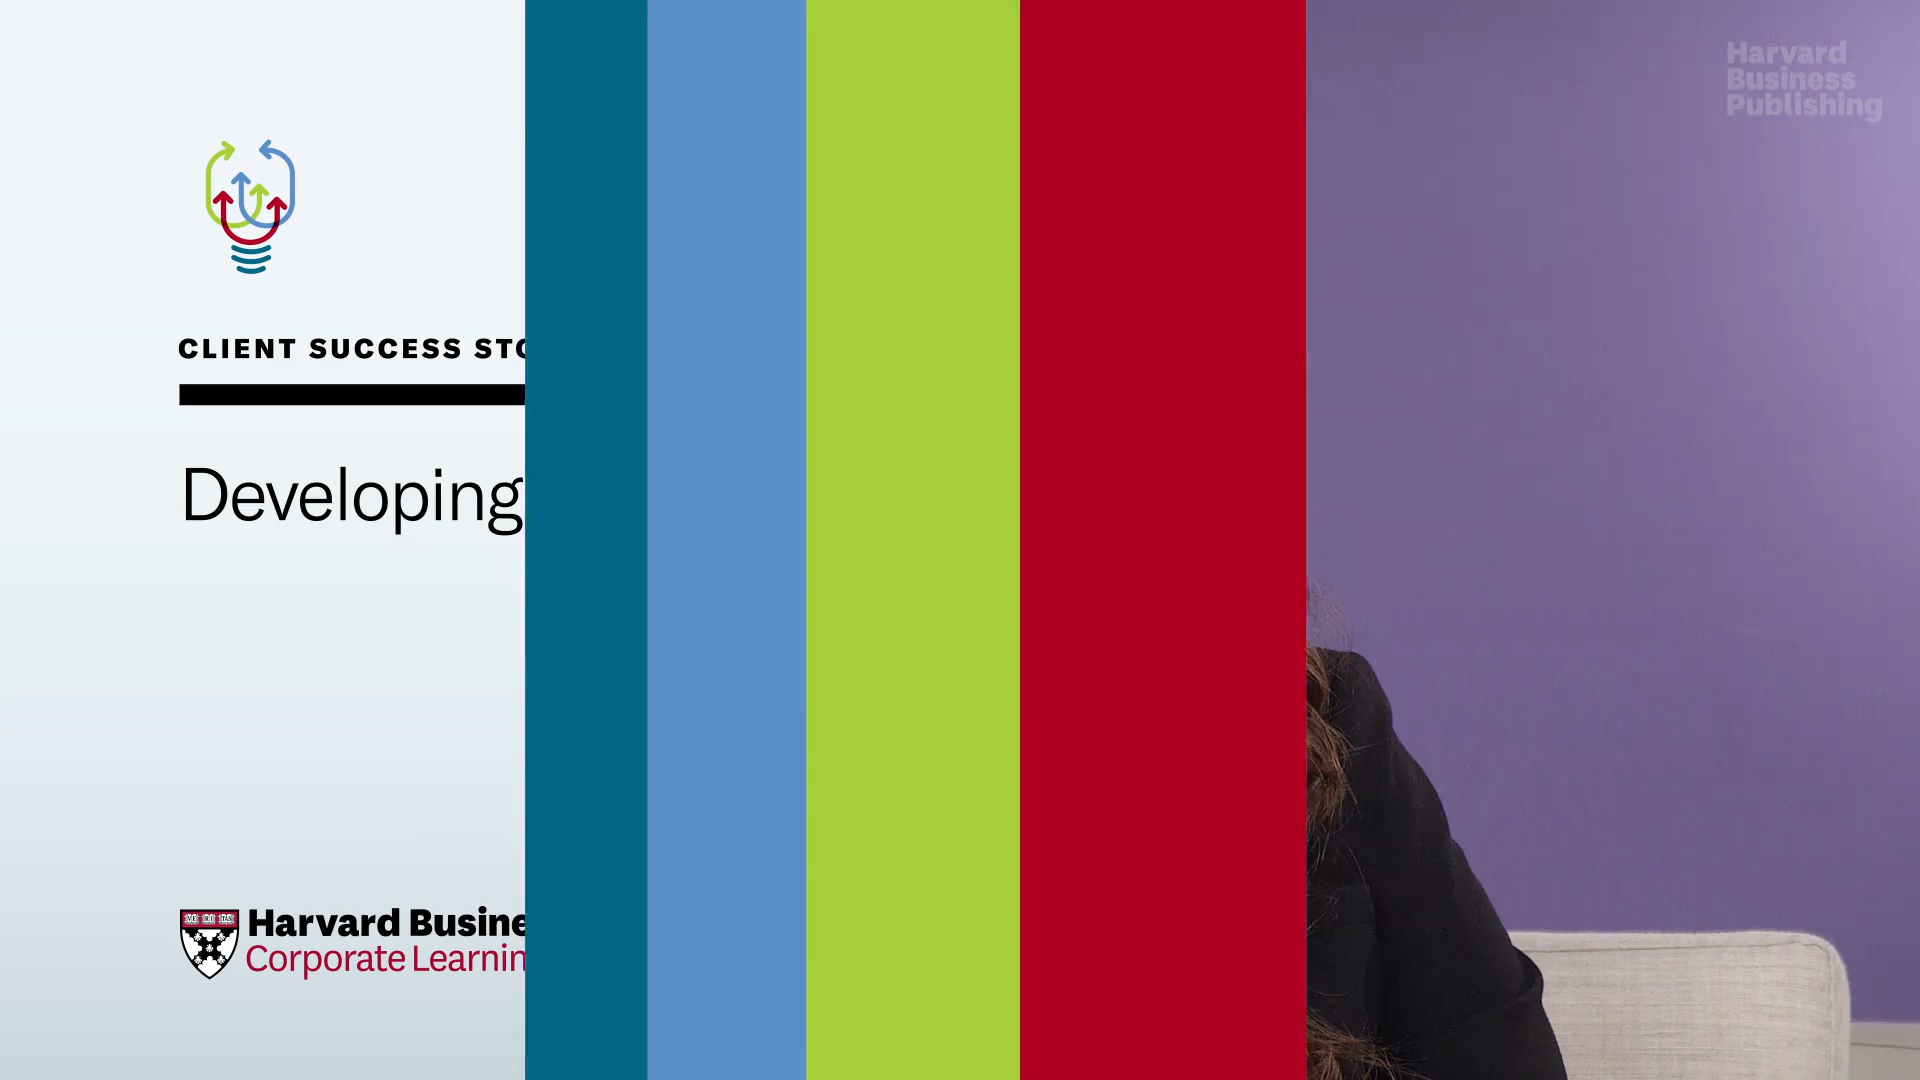 CLIENT SUCCESS STO
Developing
Harvard Busine
Corporate Learnin
Harvard
Business
Publishing